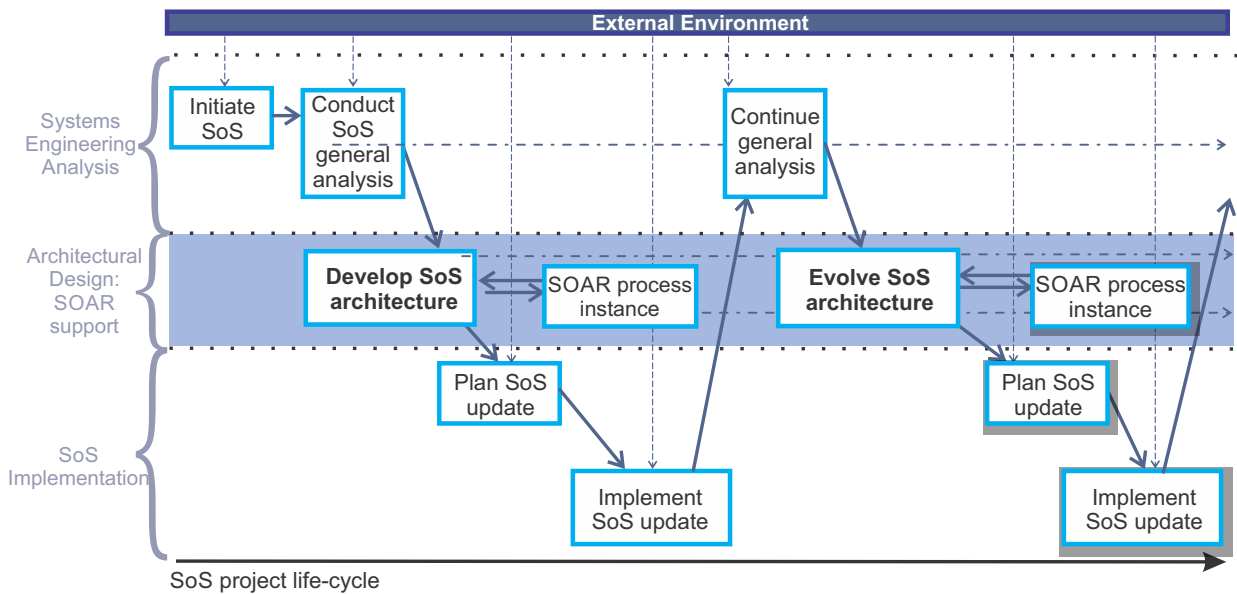 External Environment
Systems
Engineering
Analysis
Initiate
SoS
Conduct
SoS
general
analysis
Continue
general
analysis
Architectural
Design:
SOAR
support
Develop SoS
architecture
SOAR process
instance
Evolve SoS
architecture
SOAR process
instance
SoS
Implementation
Plan SoS
update
Implement
SoS update
Plan SoS
update
Implement
SoS update
SoS project life-cycle